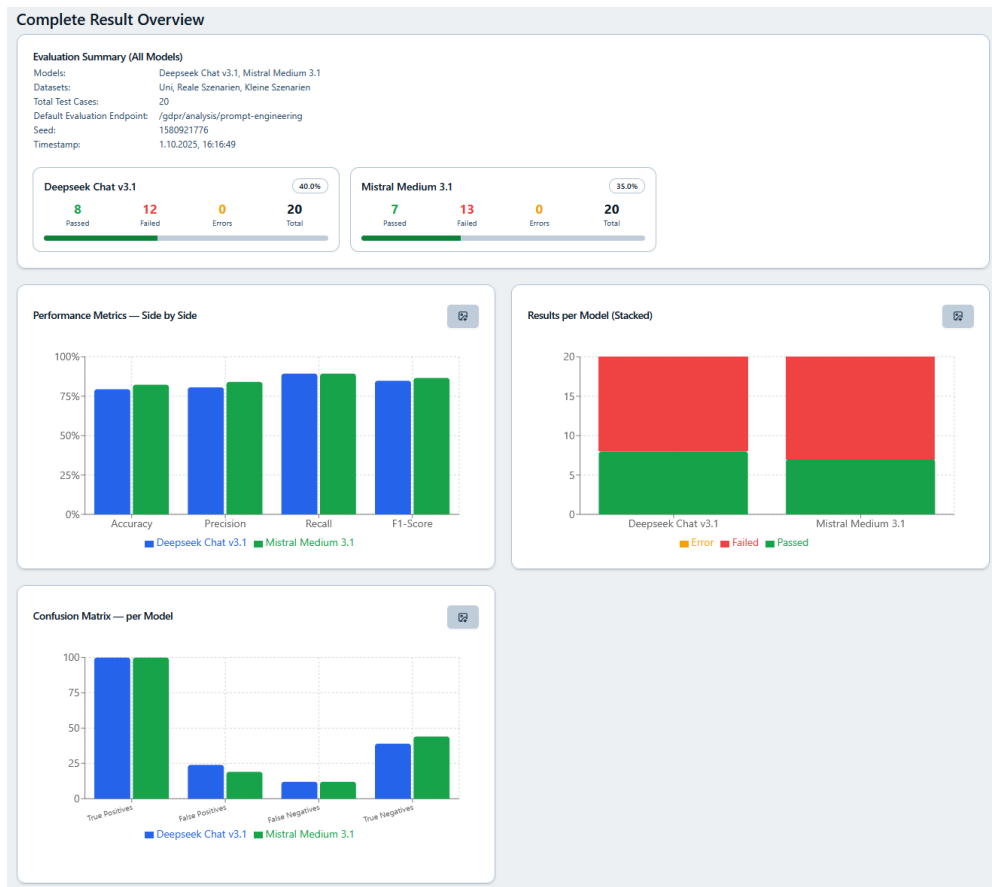 Complete Result Overview
Evaluation Summary (All Models)
Models: Deepseek Chat v3.1, Mistral Medium 3.1
Datasets: Uni, Reale Szenarien, Kleine Szenarien
Total Test Cases: 20
Default Evaluation Endpoint: /gdpr/analysis/prompt-engineering
Seed: 1580921776
Timestamp: 1.10.2025, 16:16:49
Deepseek Chat v3.1 40.0%
8 12 0 20
Passed Failed Errors Total
Mistral Medium 3.1 35.0%
7 13 0 20
Passed Failed Errors Total
Performance Metrics — Side by Side
100%
75%
50%
25%
0%
Accuracy Precision Recall F1-Score
Deepseek Chat v3.1 Mistral Medium 3.1
Results per Model (Stacked)
20
15
10
5
0
Deepseek Chat v3.1 Mistral Medium 3.1
Error Failed Passed
Confusion Matrix — per Model
100
75
50
25
0
True Positives False Positives False Negatives True Negatives
Deepseek Chat v3.1 Mistral Medium 3.1